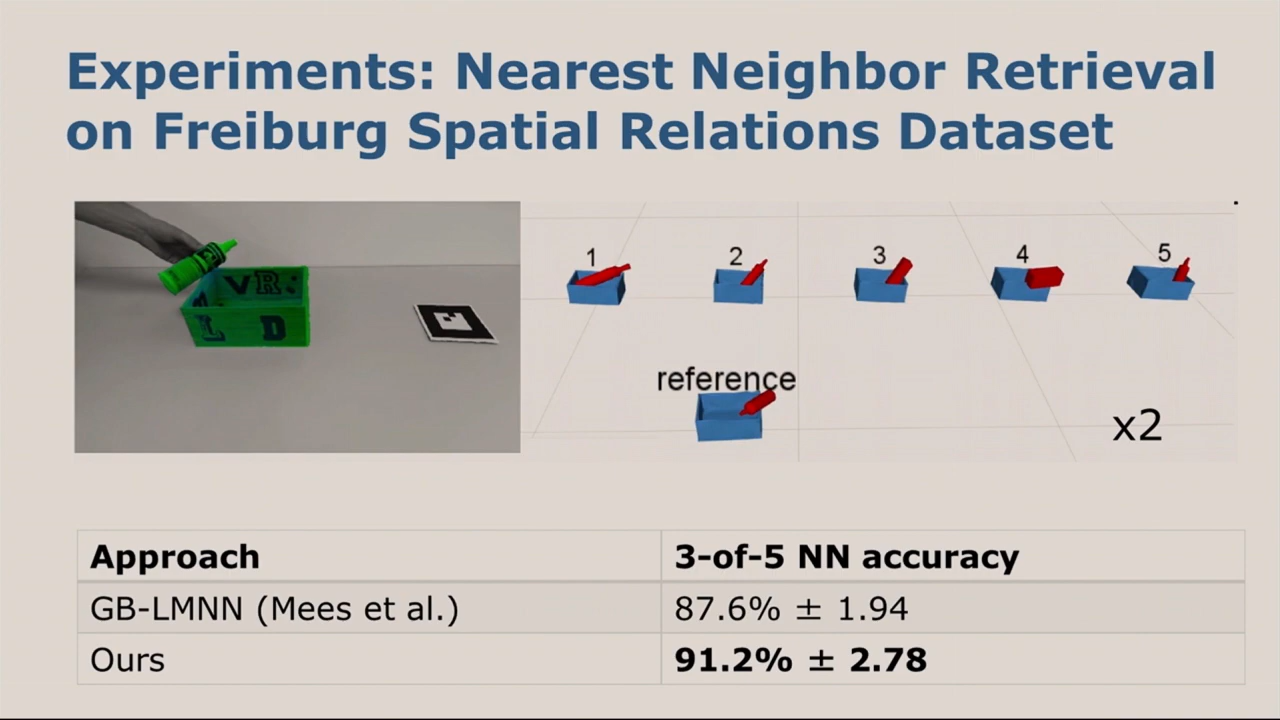 Experiments: Nearest Neighbor Retrieval
on Freiburg Spatial Relations Dataset
1 2 3 4 5
VR
L D
reference
x2
Approach 3-of-5 NN accuracy
GB-LMNN (Mees et al.) 87.6% ± 1.94
Ours 91.2% ± 2.78